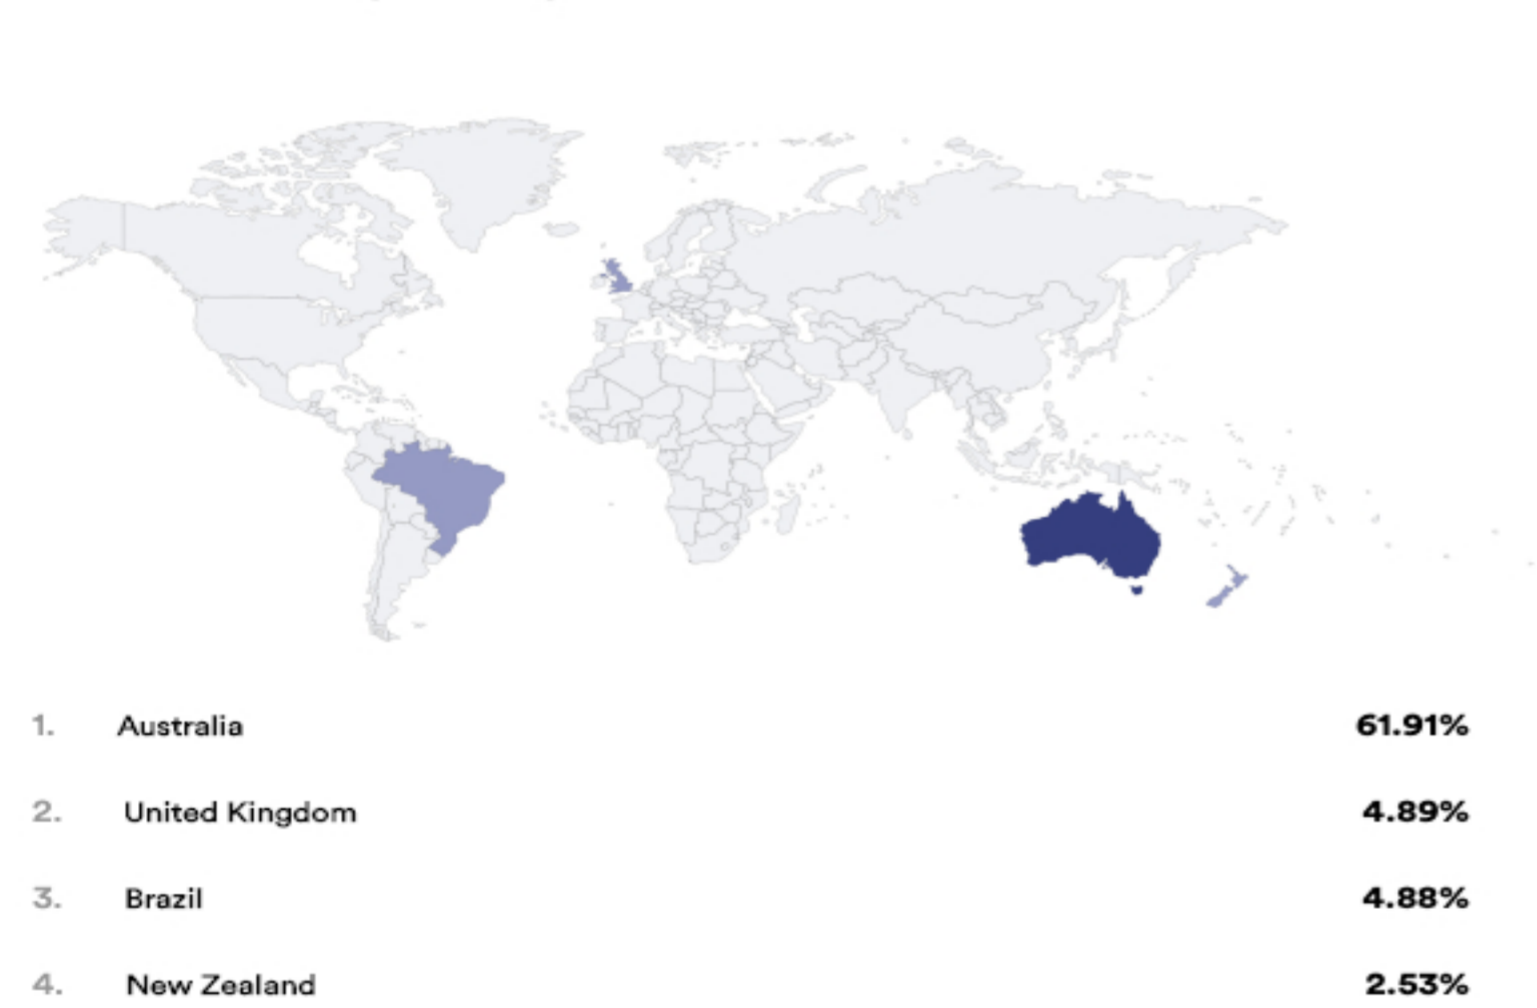 1. Australia 61.91%
2. United Kingdom 4.89%
3. Brazil 4.88%
4. New Zealand 2.53%